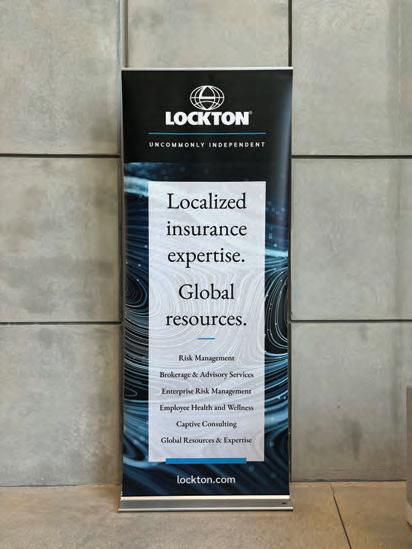 LOCKTON®
UNCOMMONLY INDEPENDENT
Localized
insurance
expertise.
Global
resources.
Risk Management
Brokerage & Advisory Services
Enterprise Risk Management
Employee Health and Wellness
Captive Consulting
Global Resources & Expertise
lockton.com